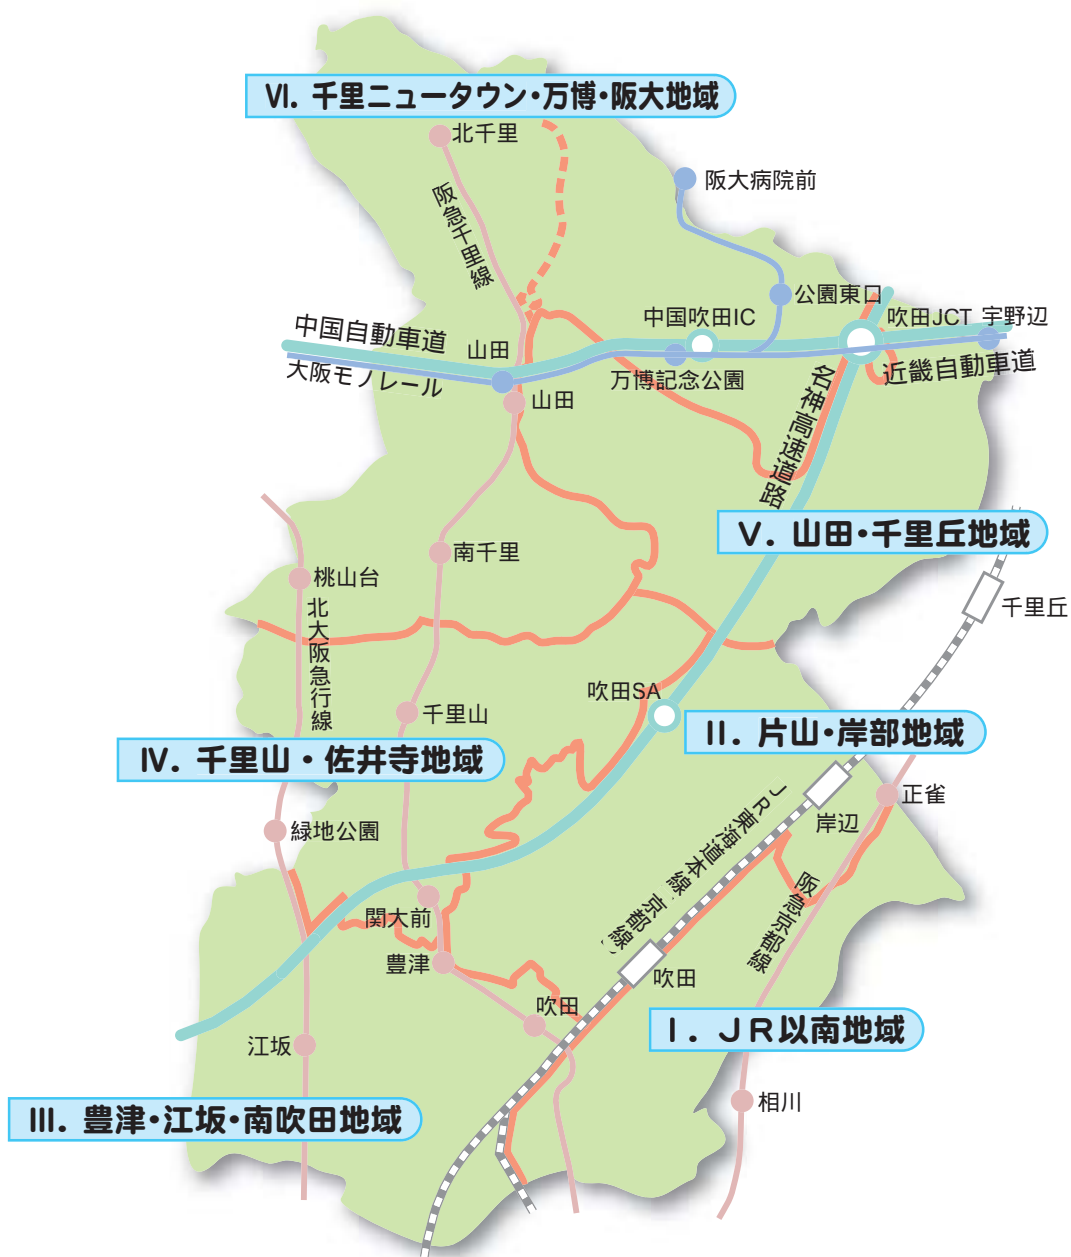 VI. 千里ニュータウン・万博・阪大地域
北千里
阪大病院前
阪急千里線
公園東口
中国吹田IC
吹田JCT
宇野辺
中国自動車道
山田
大阪モノレール
万博記念公園
近畿自動車道
山田
名神高速道路
V. 山田・千里丘地域
南千里
桃山台
千里丘
北大阪急行線
吹田SA
千里山
II. 片山・岸部地域
IV. 千里山・佐井寺地域
正雀
岸辺
緑地公園
JR東海道本線(京都線)
阪急京都線
関大前
豊津
吹田
吹田
I. JR以南地域
江坂
相川
III. 豊津・江坂・南吹田地域